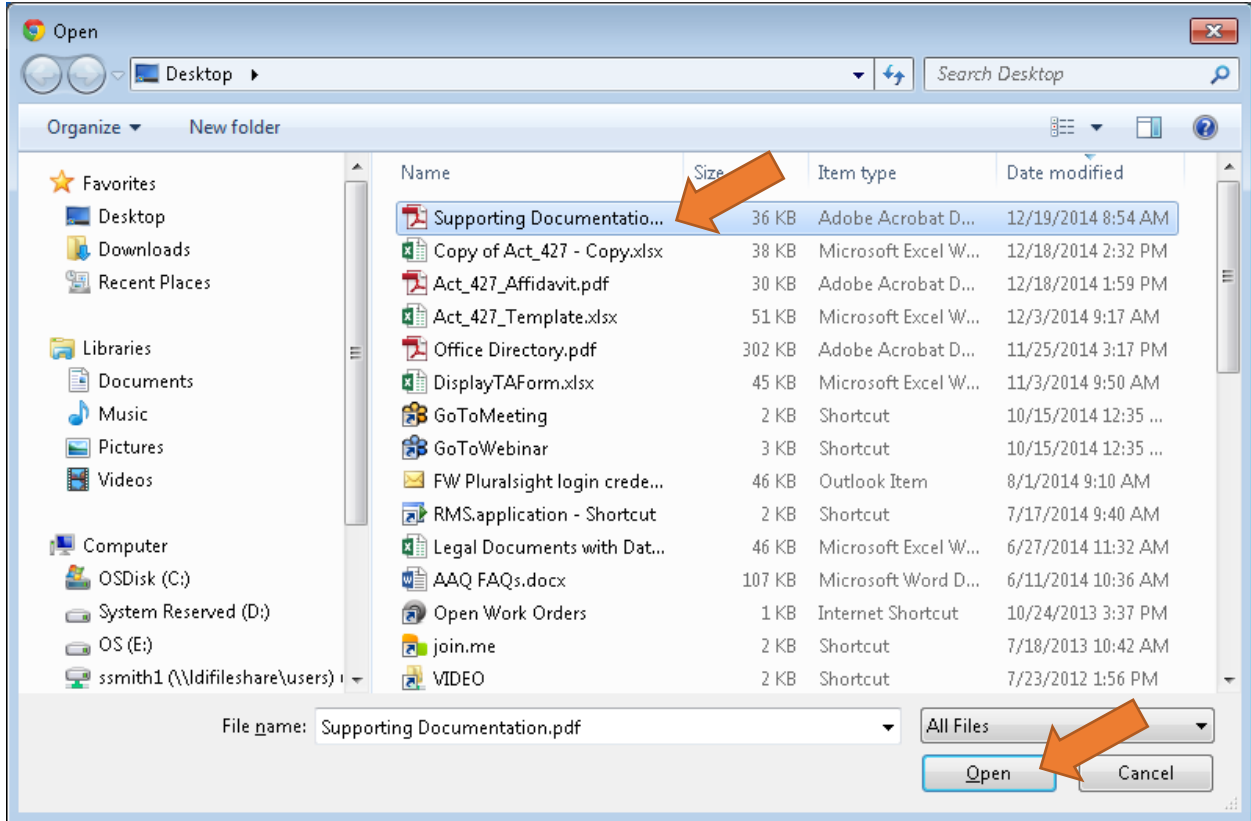 Open
Desktop
Search Desktop
Organize New folder
Name Size Item type Date modified
Favorites
Desktop
Downloads
Recent Places
Libraries
Documents
Music
Pictures
Videos
Computer
OSDisk (C:)
System Reserved (D:)
OS (E:)
ssmith1 (\\ldifileshare\users)
Supporting Documentatio... 36 KB Adobe Acrobat D... 12/19/2014 8:54 AM
Copy of Act_427 - Copy.xlsx 38 KB Microsoft Excel W... 12/18/2014 2:32 PM
Act_427_Affidavit.pdf 30 KB Adobe Acrobat D... 12/18/2014 1:59 PM
Act_427_Template.xlsx 51 KB Microsoft Excel W... 12/3/2014 9:17 AM
Office Directory.pdf 302 KB Adobe Acrobat D... 11/25/2014 3:17 PM
DisplayTAForm.xlsx 45 KB Microsoft Excel W... 11/3/2014 9:50 AM
GoToMeeting 2 KB Shortcut 10/15/2014 12:35 ...
GoToWebinar 3 KB Shortcut 10/15/2014 12:35 ...
FW Pluralsight login crede... 46 KB Outlook Item 8/1/2014 9:10 AM
RMS.application - Shortcut 2 KB Shortcut 7/17/2014 9:40 AM
Legal Documents with Dat... 46 KB Microsoft Excel W... 6/27/2014 11:32 AM
AAQ FAQs.docx 107 KB Microsoft Word D... 6/11/2014 10:36 AM
Open Work Orders 1 KB Internet Shortcut 10/24/2013 3:37 PM
join.me 2 KB Shortcut 7/18/2013 10:42 AM
VIDEO 2 KB Shortcut 7/23/2012 1:56 PM
File name: Supporting Documentation.pdf All Files
Open Cancel